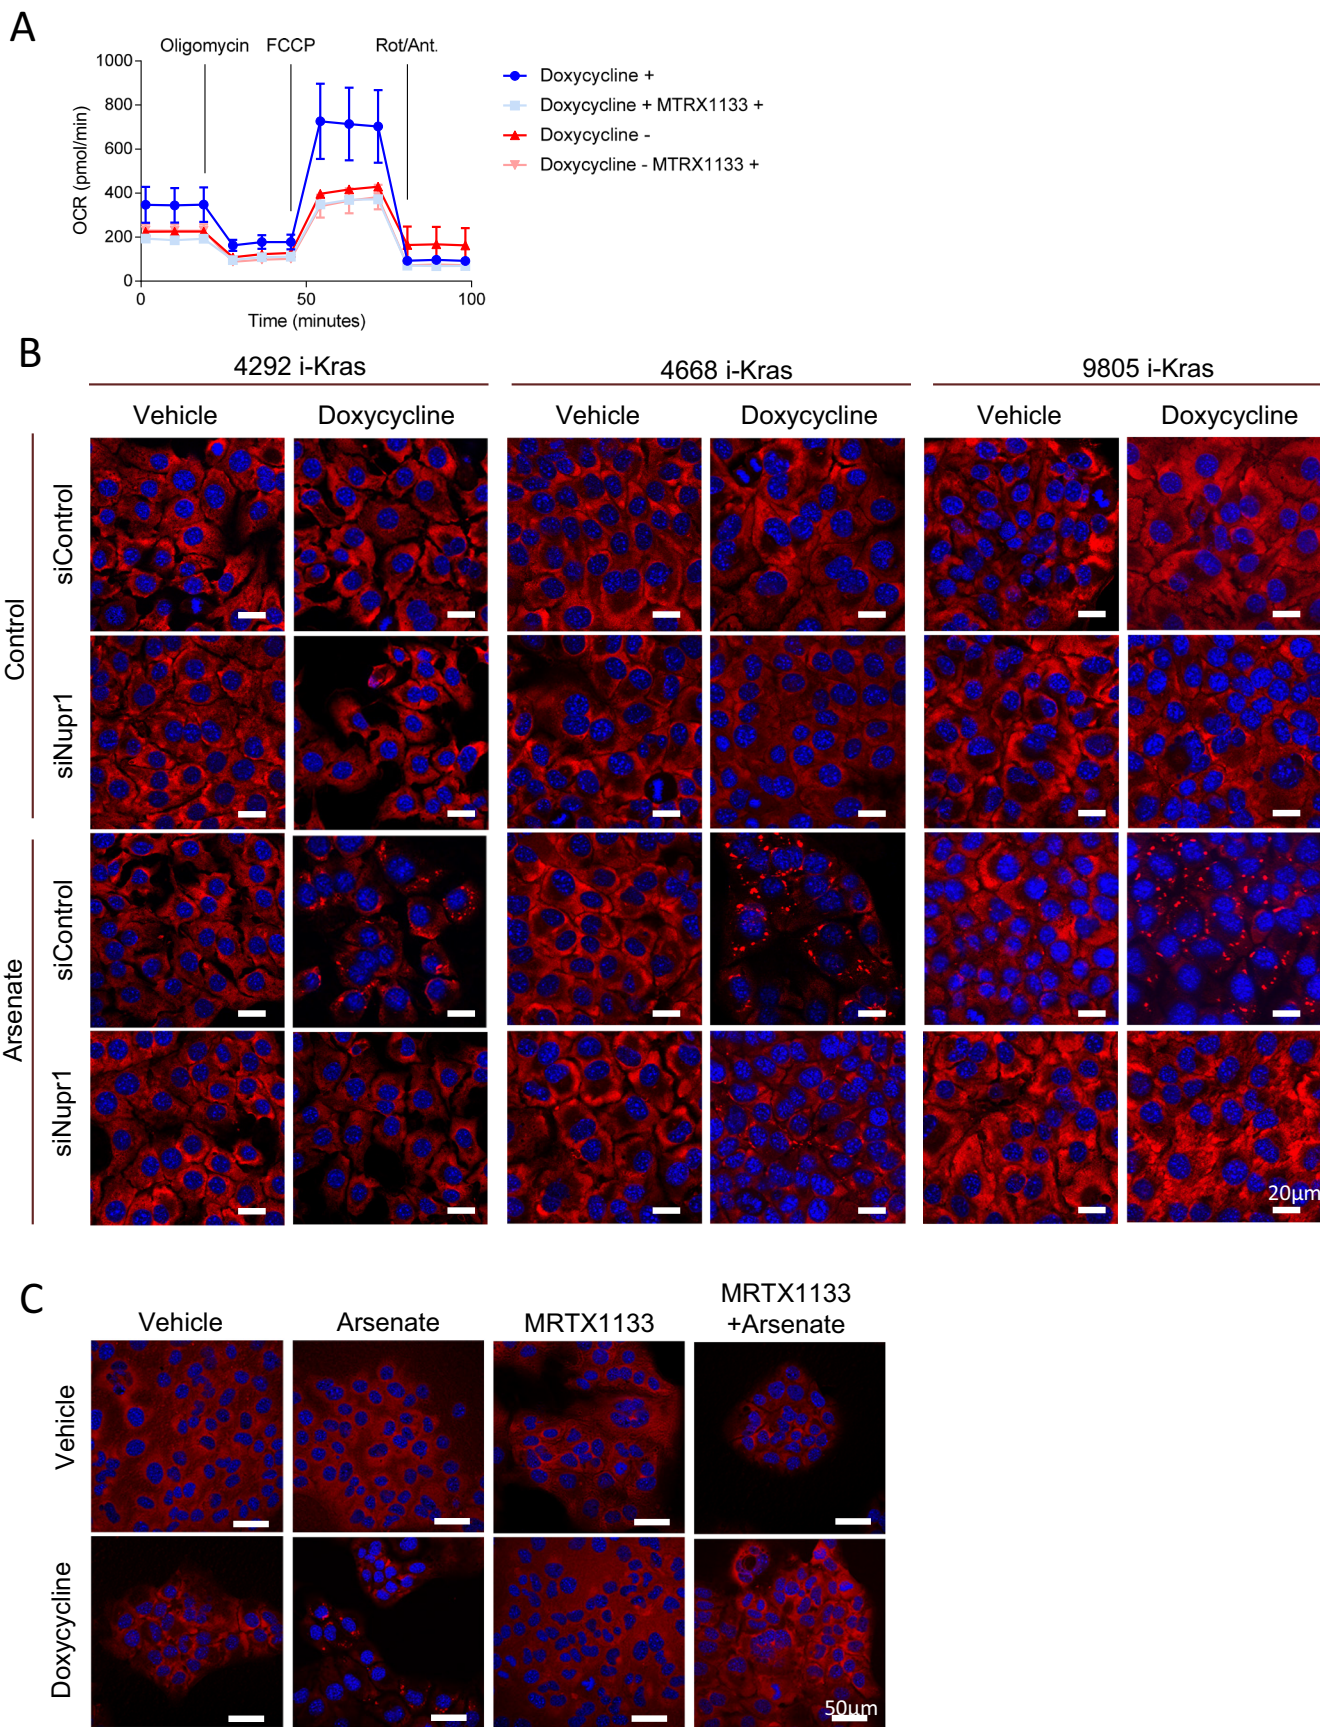 A
Oligomycin FCCP Rot/Ant.
1000
800
600
400
200
0
OCR (pmol/min)
0 50 100
Time (minutes)
Doxycycline +
Doxycycline + MTRX1133 +
Doxycycline -
Doxycycline - MTRX1133 +
B
4292 i-Kras 4668 i-Kras 9805 i-Kras
Vehicle Doxycycline Vehicle Doxycycline Vehicle Doxycycline
Control
siControl
siNupr1
Arsenate
siControl
siNupr1
20µm
C
Vehicle Arsenate MRTX1133 MRTX1133
+Arsenate
Vehicle
Doxycycline
50µm